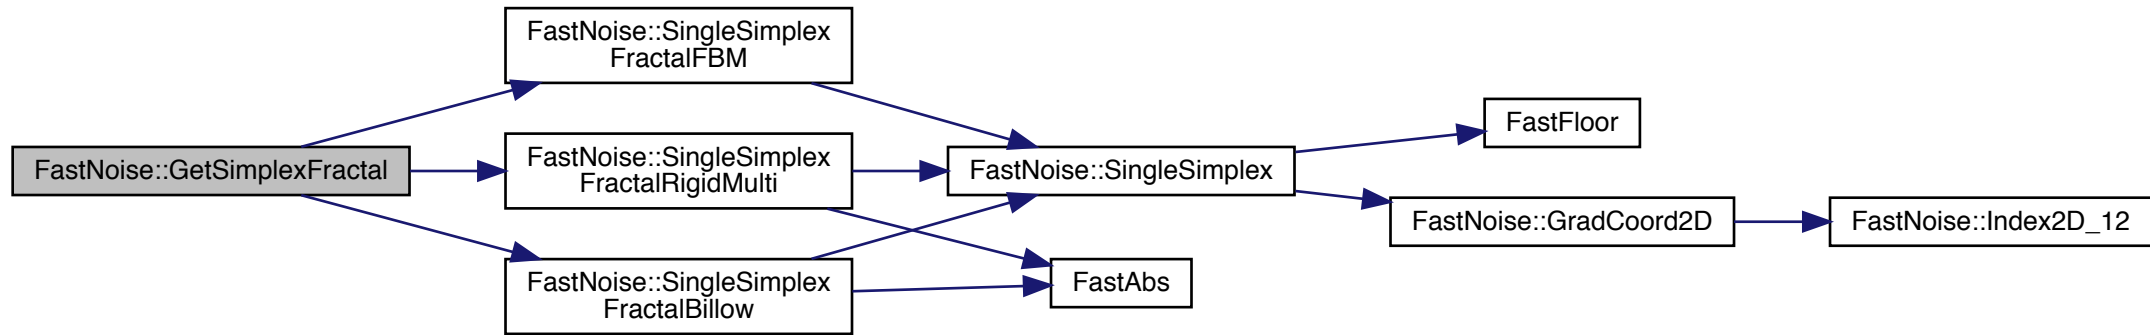 FastNoise::GetSimplexFractal
FastNoise::SingleSimplex
FractalFBM
FastNoise::SingleSimplex
FractalRigidMulti
FastNoise::SingleSimplex
FractalBillow
FastNoise::SingleSimplex
FastAbs
FastFloor
FastNoise::GradCoord2D
FastNoise::Index2D_12